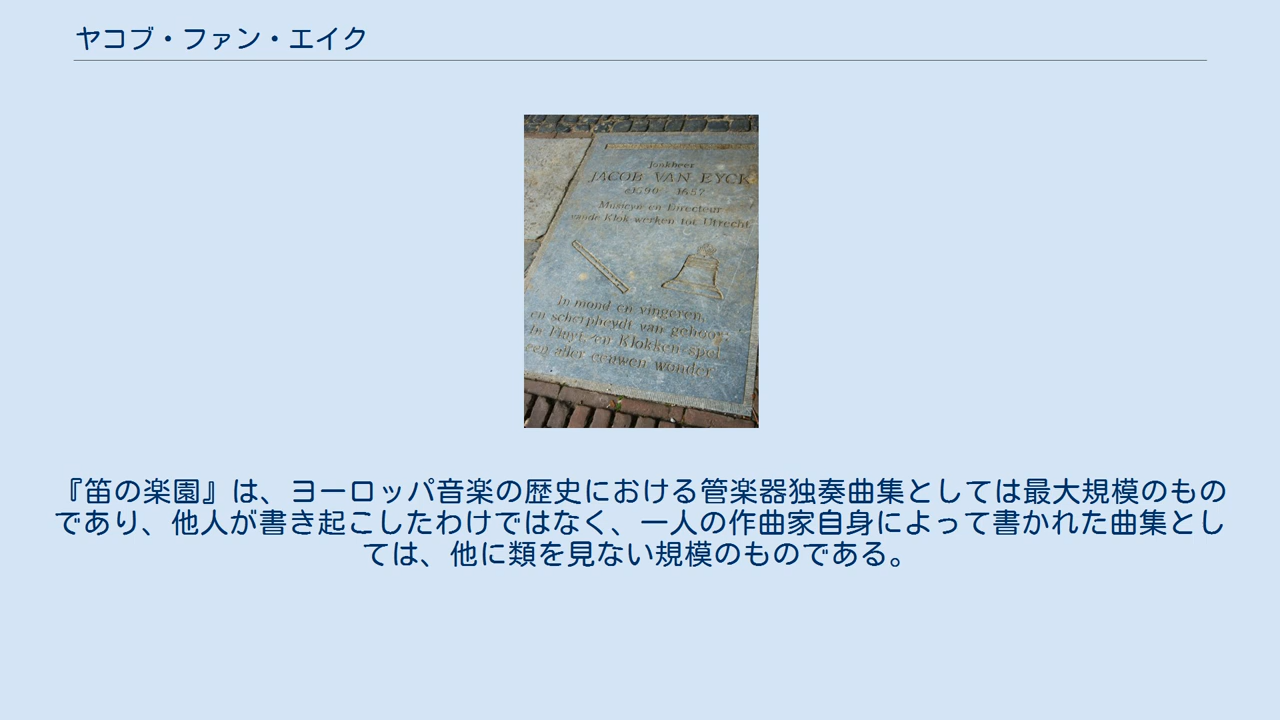 ヤコブ・ファン・エイク
Jonkheer
JACOB VAN EYCK
Musicyn en Directeur
vande Klok werken tot Utrecht
In mond en vingeren,
en scherpheydt van gehoor
In Fluyt en Klokken spel
een aller eeuwen wonder
『笛の楽園』は、ヨーロッパ音楽の歴史における管楽器独奏曲集としては最大規模のもの
であり、他人が書き起こしたわけではなく、一人の作曲家自身によって書かれた曲集とし
ては、他に類を見ない規模のものである。